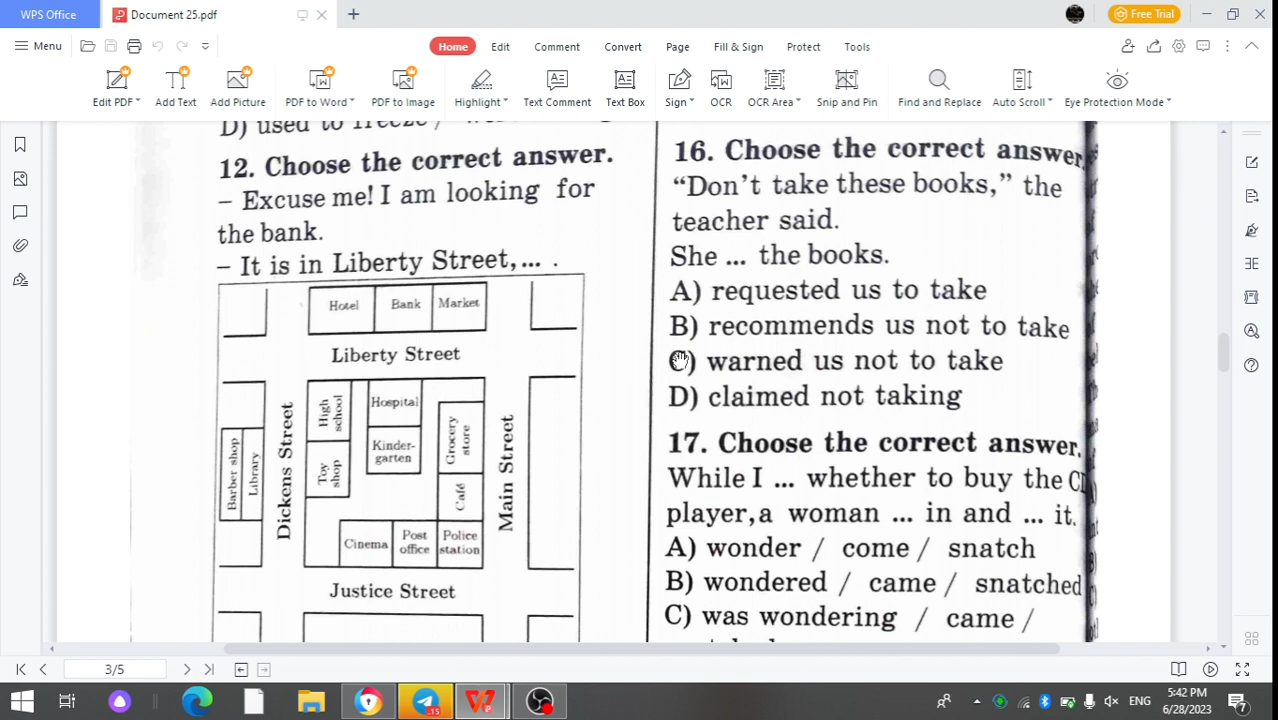 WPS Office
Document 25.pdf
Free Trial
Menu
Home
Edit
Comment
Convert
Page
Fill & Sign
Protect
Tools
Edit PDF
Add Text
Add Picture
PDF to Word
PDF to Image
Highlight
Text Comment
Text Box
Sign
OCR
OCR Area
Snip and Pin
Find and Replace
Auto Scroll
Eye Protection Mode
D) used to freeze /
12. Choose the correct answer.
– Excuse me! I am looking for
the bank.
– It is in Liberty Street, ... .
Hotel
Bank
Market
Liberty Street
High school
Hospital
Kinder-
garten
Grocery store
Toy shop
Café
Barber shop
Library
Dickens Street
Main Street
Cinema
Post office
Police station
Justice Street
16. Choose the correct answer.
“Don’t take these books,” the
teacher said.
She ... the books.
A) requested us to take
B) recommends us not to take
C) warned us not to take
D) claimed not taking
17. Choose the correct answer.
While I ... whether to buy the CD
player, a woman ... in and ... it.
A) wonder / come / snatch
B) wondered / came / snatched
C) was wondering / came /
3/5
15
ENG
5:42 PM
6/28/2023
7